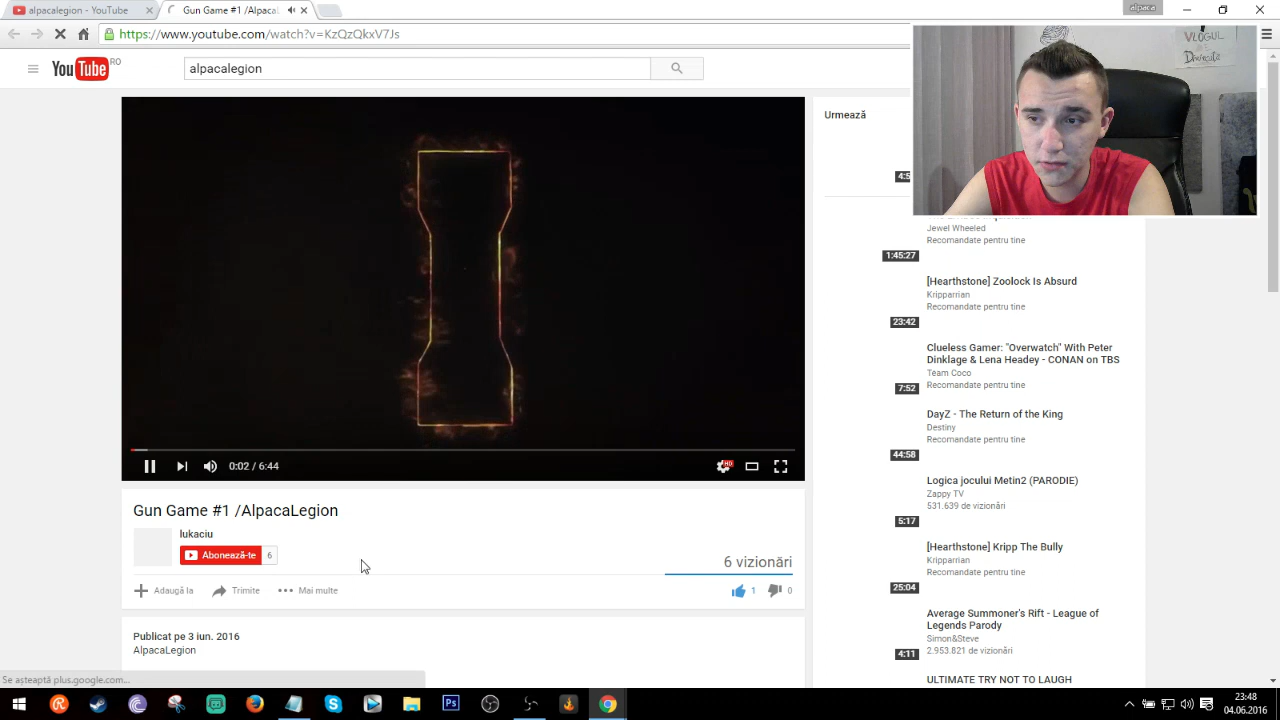 alpacalegion - YouTube
Gun Game #1 /Alpaca
alpaca
https://www.youtube.com/watch?v=KzQzQkxV7Js
YouTube RO
alpacalegion
VLOGUL
Urmează
Jewel Wheeled
Recomandate pentru tine
1:45:27
[Hearthstone] Zoolock Is Absurd
Kripparrian
Recomandate pentru tine
23:42
Clueless Gamer: "Overwatch" With Peter
Dinklage & Lena Headey - CONAN on TBS
Team Coco
Recomandate pentru tine
7:52
DayZ - The Return of the King
Destiny
Recomandate pentru tine
44:58
Logica jocului Metin2 (PARODIE)
Zappy TV
531.639 de vizionări
5:17
[Hearthstone] Kripp The Bully
Kripparrian
Recomandate pentru tine
25:04
Average Summoner's Rift - League of
Legends Parody
Simon&Steve
2.953.821 de vizionări
4:11
ULTIMATE TRY NOT TO LAUGH
0:02 / 6:44
HD
Gun Game #1 /AlpacaLegion
lukaciu
Abonează-te 6
6 vizionări
Adaugă la Trimite Mai multe
1 0
Publicat pe 3 iun. 2016
AlpacaLegion
Se așteaptă plus.google.com...
Ps
23:48
04.06.2016